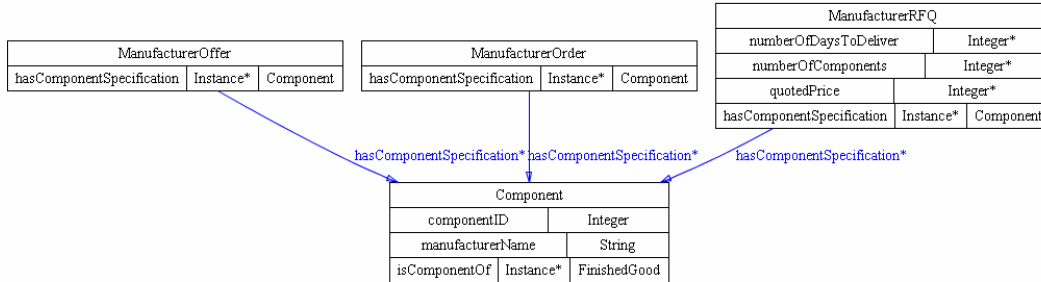 ManufacturerOffer
hasComponentSpecification Instance* Component
ManufacturerOrder
hasComponentSpecification Instance* Component
ManufacturerRFQ
numberOfDaysToDeliver Integer*
numberOfComponents Integer*
quotedPrice Integer*
hasComponentSpecification Instance* Component
hasComponentSpecification* hasComponentSpecification* hasComponentSpecification*
Component
componentID Integer
manufacturerName String
isComponentOf Instance* FinishedGood